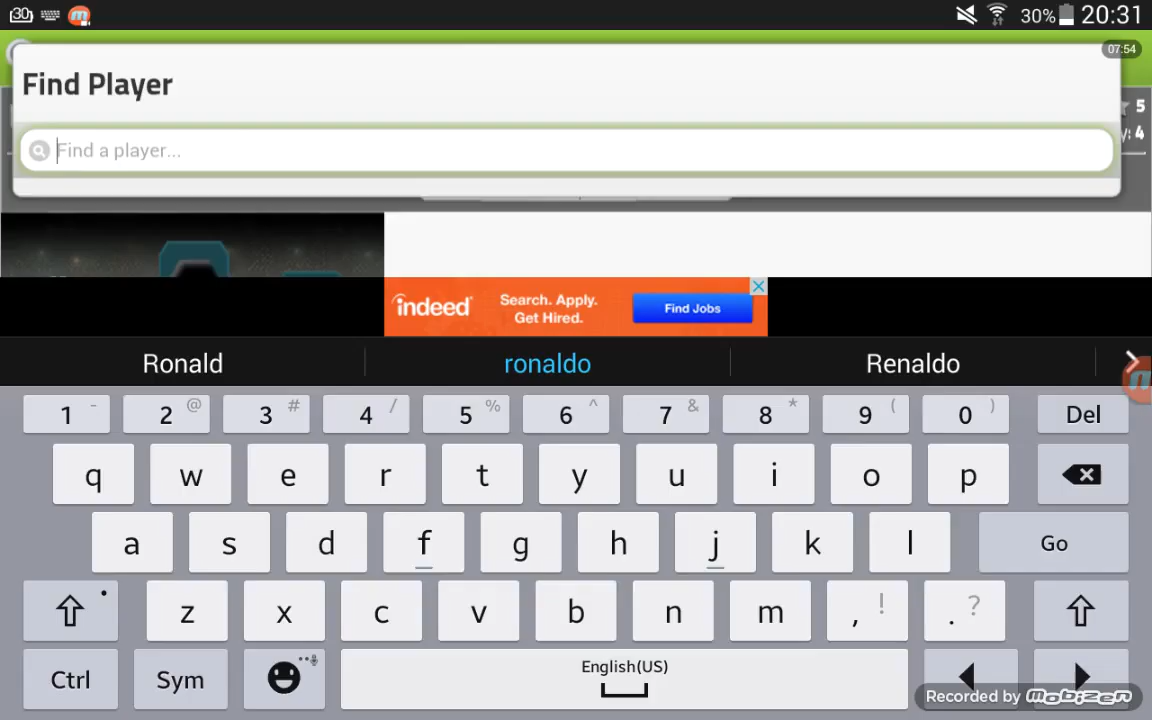 30 30% 20:31
07:54
Find Player
5
y: 4
Find a player...
indeed Search. Apply. Get Hired. Find Jobs
Ronald ronaldo Renaldo
1 - 2 @ 3 # 4 / 5 % 6 ^ 7 & 8 * 9 ( 0 ) Del
q w e r t y u i o p
a s d f g h j k l Go
z x c v b n m , ! . ?
Ctrl Sym English(US)
Recorded by mobizen